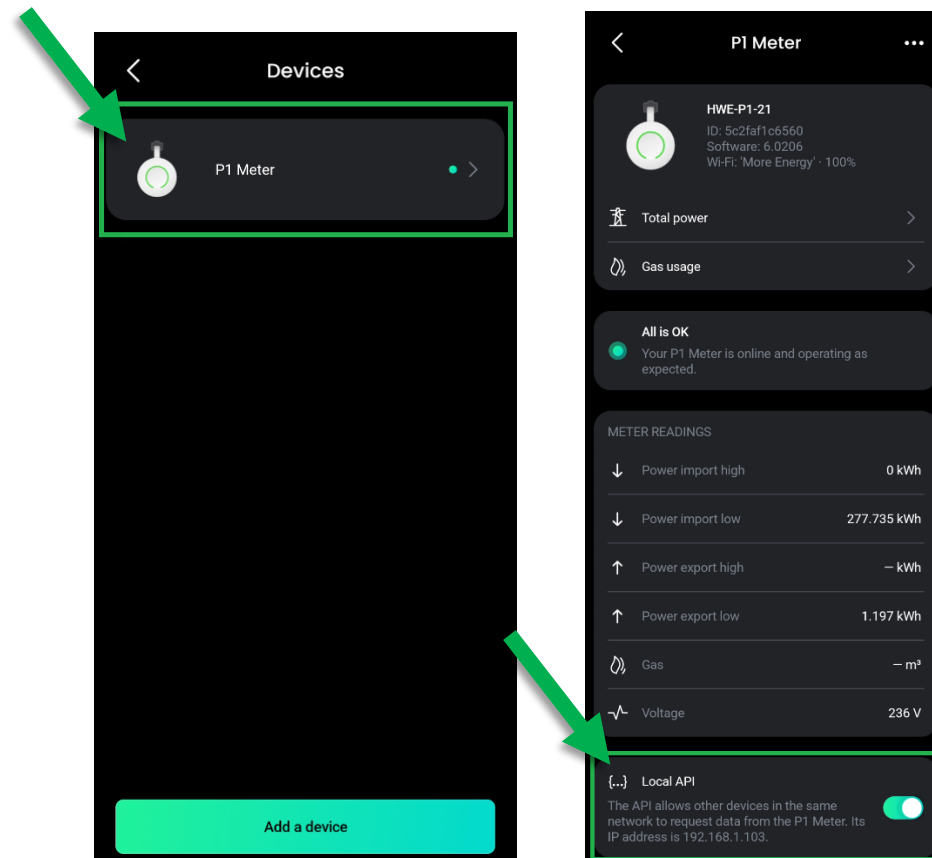 Devices
P1 Meter
Add a device
P1 Meter
HWE-P1-21
ID: 5c2faf1c6560
Software: 6.0206
Wi-Fi: 'More Energy' · 100%
Total power
Gas usage
All is OK
Your P1 Meter is online and operating as
expected.
METER READINGS
Power import high 0 kWh
Power import low 277.735 kWh
Power export high – kWh
Power export low 1.197 kWh
Gas – m³
Voltage 236 V
{...} Local API
The API allows other devices in the same
network to request data from the P1 Meter. Its
IP address is 192.168.1.103.